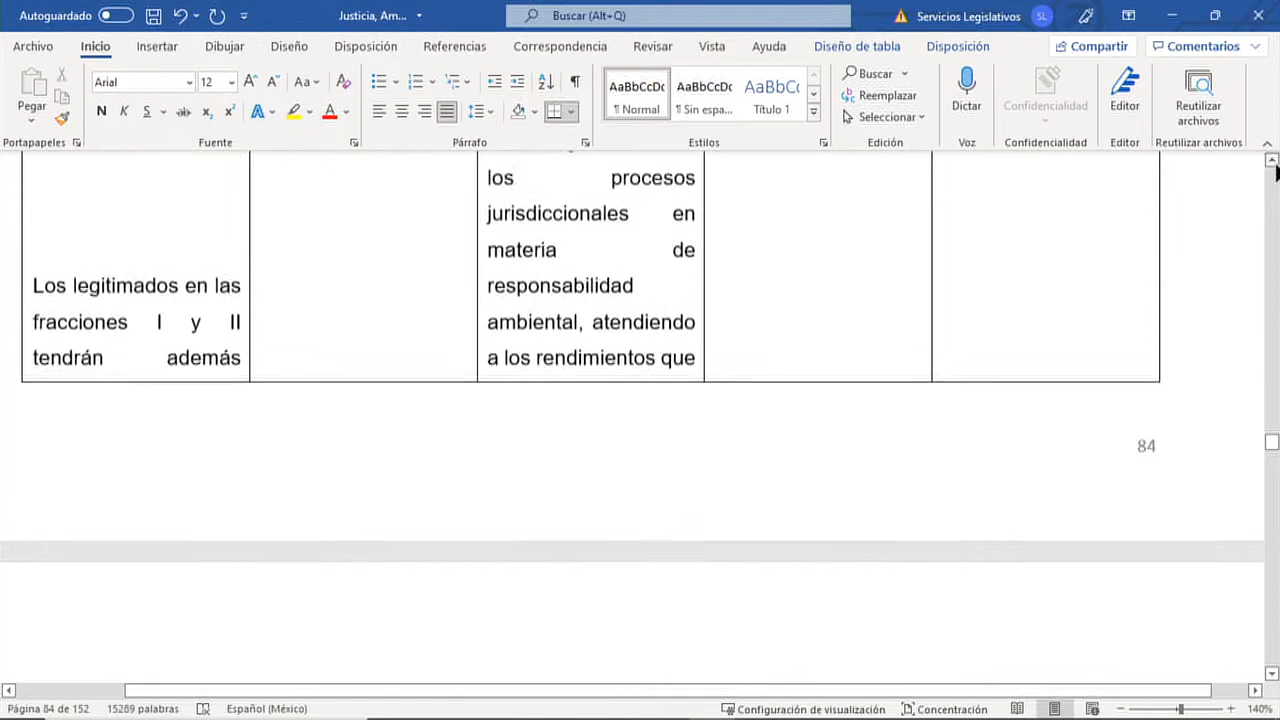 Autoguardado
Justicia, Am...
Buscar (Alt+Q)
Servicios Legislativos
SL
Archivo
Inicio
Insertar
Dibujar
Diseño
Disposición
Referencias
Correspondencia
Revisar
Vista
Ayuda
Diseño de tabla
Disposición
Compartir
Comentarios
Pegar
Portapapeles
Arial
12
Fuente
Párrafo
AaBbCcDc
¶ Normal
AaBbCcDc
¶ Sin espa...
AaBbCc
Título 1
Estilos
Buscar
Reemplazar
Seleccionar
Edición
Dictar
Voz
Confidencialidad
Confidencialidad
Editor
Editor
Reutilizar
archivos
Reutilizar archivos
Los legitimados en las
fracciones I y II
tendrán además
los procesos
jurisdiccionales en
materia de
responsabilidad
ambiental, atendiendo
a los rendimientos que
84
Página 84 de 152
15289 palabras
Español (México)
Configuración de visualización
Concentración
140%